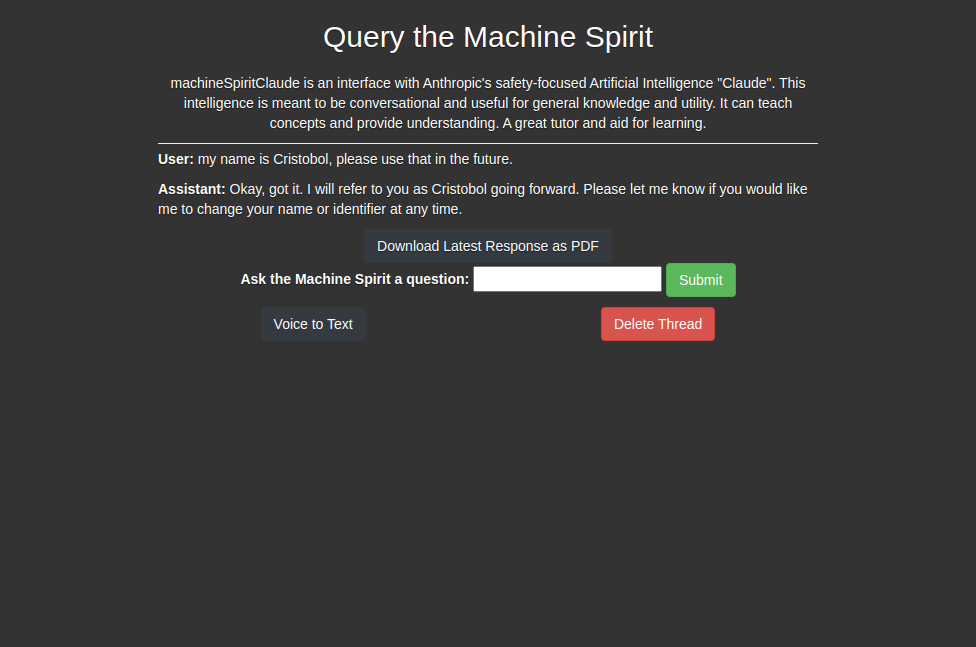 Query the Machine Spirit
machineSpiritClaude is an interface with Anthropic's safety-focused Artificial Intelligence "Claude". This
intelligence is meant to be conversational and useful for general knowledge and utility. It can teach
concepts and provide understanding. A great tutor and aid for learning.
User: my name is Cristobol, please use that in the future.
Assistant: Okay, got it. I will refer to you as Cristobol going forward. Please let me know if you would like
me to change your name or identifier at any time.
Download Latest Response as PDF
Ask the Machine Spirit a question: Submit
Voice to Text Delete Thread